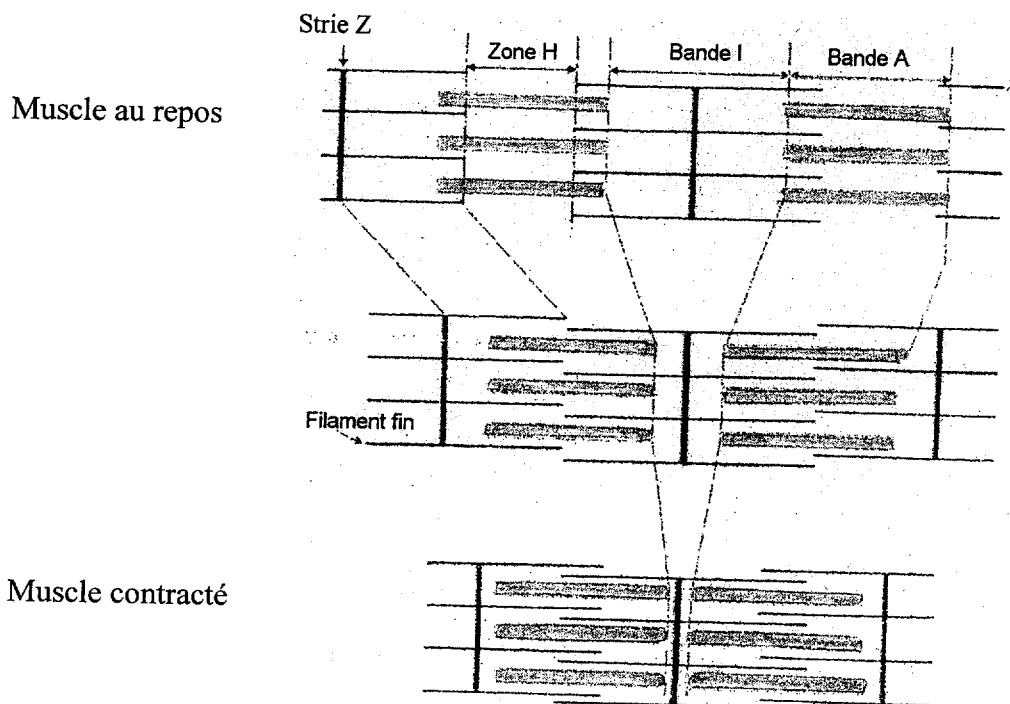 Strie Z
Zone H
Bande I
Bande A
Muscle au repos
Filament fin
Muscle contracté